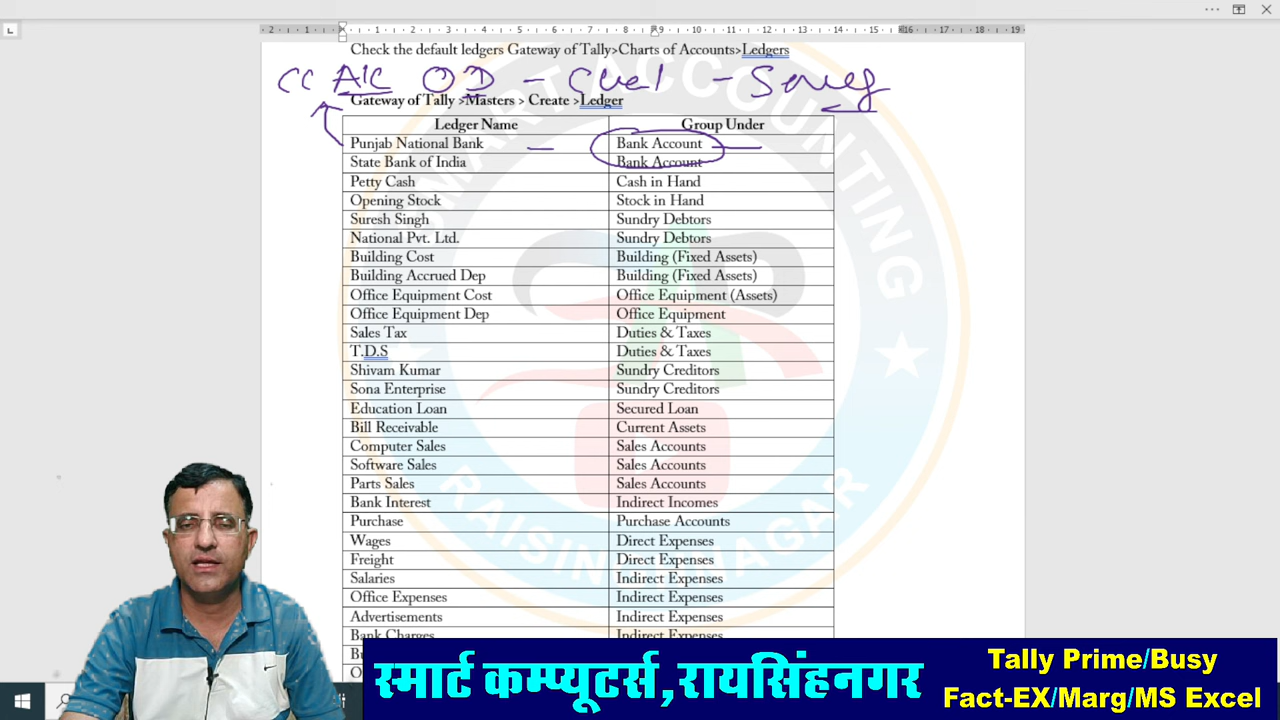 Check the default ledgers Gateway of Tally>Charts of Accounts>Ledgers
CC A/C OD -
Gateway of Tally >Masters > Create >Ledger
Ledger Name Group Under
Punjab National Bank Bank Account
State Bank of India Bank Account
Petty Cash Cash in Hand
Opening Stock Stock in Hand
Suresh Singh Sundry Debtors
National Pvt. Ltd. Sundry Debtors
Building Cost Building (Fixed Assets)
Building Accrued Dep Building (Fixed Assets)
Office Equipment Cost Office Equipment (Assets)
Office Equipment Dep Office Equipment
Sales Tax Duties & Taxes
T.D.S Duties & Taxes
Shivam Kumar Sundry Creditors
Sona Enterprise Sundry Creditors
Education Loan Secured Loan
Bill Receivable Current Assets
Computer Sales Sales Accounts
Software Sales Sales Accounts
Parts Sales Sales Accounts
Bank Interest Indirect Incomes
Purchase Purchase Accounts
Wages Direct Expenses
Freight Direct Expenses
Salaries Indirect Expenses
Office Expenses Indirect Expenses
Advertisements Indirect Expenses
Bank Charges Indirect Expenses
स्मार्ट कम्प्यूटर्स,रायसिंहनगर
Tally Prime/Busy
Fact-EX/Marg/MS Excel